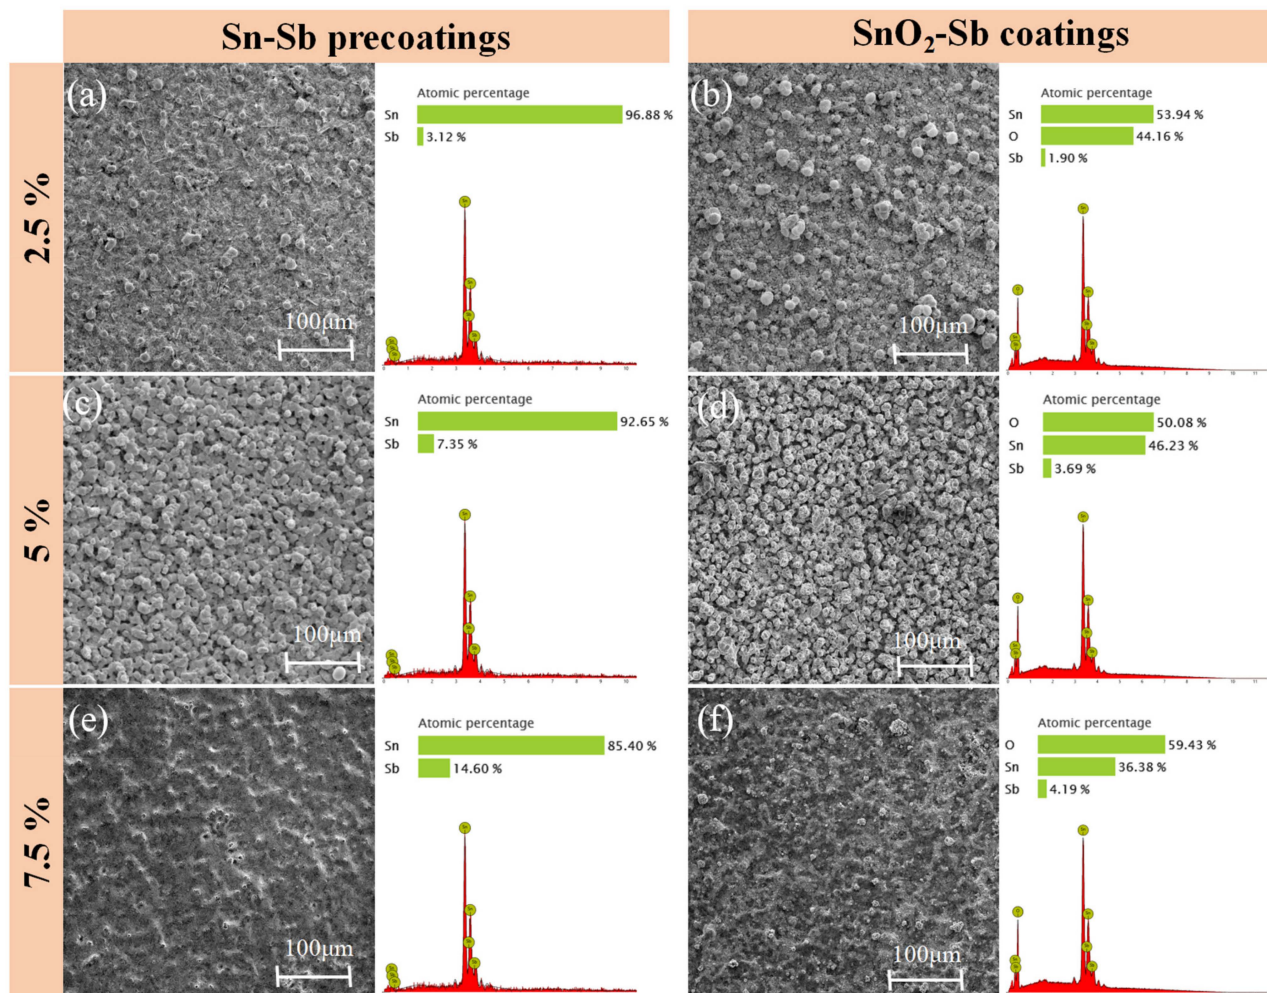 Sn-Sb precoatings
SnO₂-Sb coatings
2.5 %
(a)
100μm
Atomic percentage
Sn 96.88 %
Sb 3.12 %
(b)
100μm
Atomic percentage
Sn 53.94 %
O 44.16 %
Sb 1.90 %
5 %
(c)
100μm
Atomic percentage
Sn 92.65 %
Sb 7.35 %
(d)
100μm
Atomic percentage
O 50.08 %
Sn 46.23 %
Sb 3.69 %
7.5 %
(e)
100μm
Atomic percentage
Sn 85.40 %
Sb 14.60 %
(f)
100μm
Atomic percentage
O 59.43 %
Sn 36.38 %
Sb 4.19 %